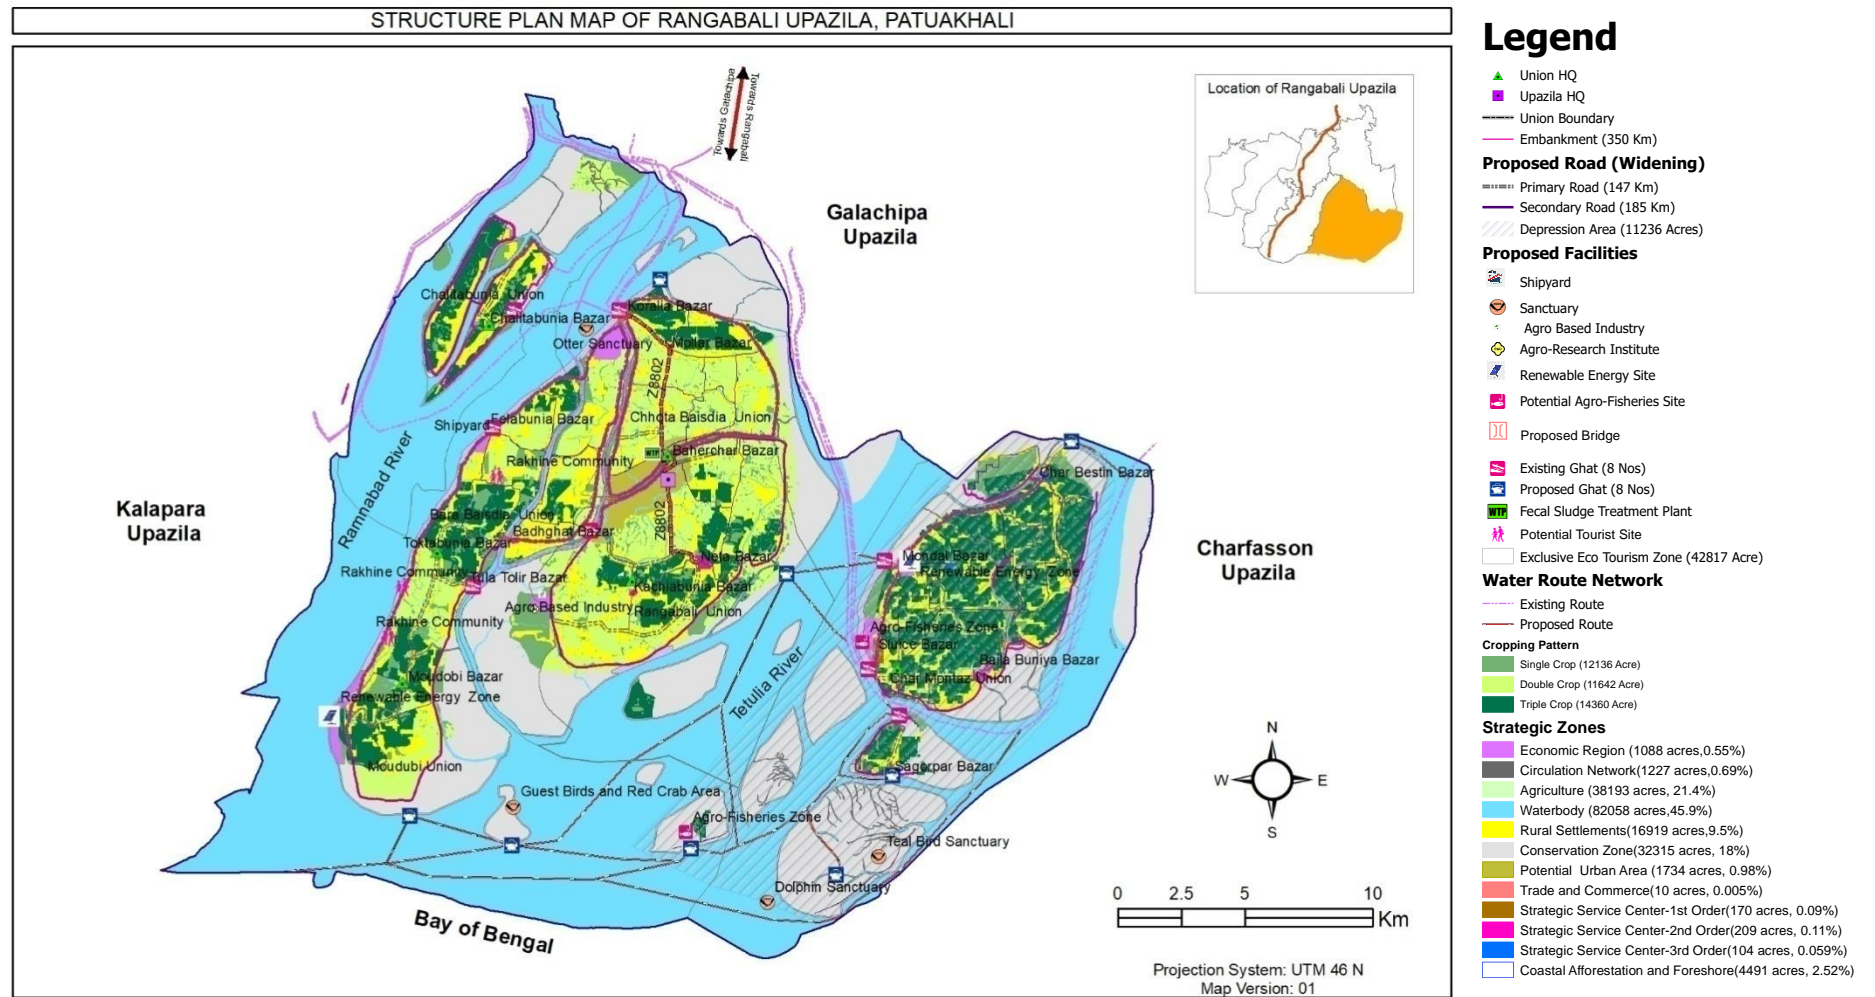 STRUCTURE PLAN MAP OF RANGABALI UPAZILA, PATUAKHALI
Towards Galachipa
Towards Rangabali
Location of Rangabali Upazila
Galachipa
Upazila
Kalapara
Upazila
Charfasson
Upazila
Chalitabunia Union
Chalitabunia Bazar
Koralia Bazar
Otter Sanctuary
Mollar Bazar
Z8802
Felabunia Bazar
Shipyard
Chhota Baisdia Union
Ramnabad River
Rakhine Community
WTP
Baherchar Bazar
Char Bestin Bazar
Bara Baisdia Union
Badhghat Bazar
Z8802
Toktabunia Bazar
Neta Bazar
Mondal Bazar
Renewable Energy Zone
Rakhine Community
Tula Tolir Bazar
Kachiabunia Bazar
Agro Based Industry
Rangabali Union
Rakhine Community
Agro-Fisheries Zone
Sluice Bazar
Baila Buniya Bazar
Char Montaz Union
Moudobi Bazar
Renewable Energy Zone
Tetulia River
Moudubi Union
Sagorpar Bazar
Guest Birds and Red Crab Area
Agro-Fisheries Zone
Teal Bird Sanctuary
Dolphin Sanctuary
Bay of Bengal
N
W
E
S
0 2.5 5 10
Km
Projection System: UTM 46 N
Map Version: 01
Legend
Union HQ
Upazila HQ
Union Boundary
Embankment (350 Km)
Proposed Road (Widening)
Primary Road (147 Km)
Secondary Road (185 Km)
Depression Area (11236 Acres)
Proposed Facilities
Shipyard
Sanctuary
Agro Based Industry
Agro-Research Institute
Renewable Energy Site
Potential Agro-Fisheries Site
Proposed Bridge
Existing Ghat (8 Nos)
Proposed Ghat (8 Nos)
WTP Fecal Sludge Treatment Plant
Potential Tourist Site
Exclusive Eco Tourism Zone (42817 Acre)
Water Route Network
Existing Route
Proposed Route
Cropping Pattern
Single Crop (12136 Acre)
Double Crop (11642 Acre)
Triple Crop (14360 Acre)
Strategic Zones
Economic Region (1088 acres,0.55%)
Circulation Network(1227 acres,0.69%)
Agriculture (38193 acres, 21.4%)
Waterbody (82058 acres,45.9%)
Rural Settlements(16919 acres,9.5%)
Conservation Zone(32315 acres, 18%)
Potential Urban Area (1734 acres, 0.98%)
Trade and Commerce(10 acres, 0.005%)
Strategic Service Center-1st Order(170 acres, 0.09%)
Strategic Service Center-2nd Order(209 acres, 0.11%)
Strategic Service Center-3rd Order(104 acres, 0.059%)
Coastal Afforestation and Foreshore(4491 acres, 2.52%)